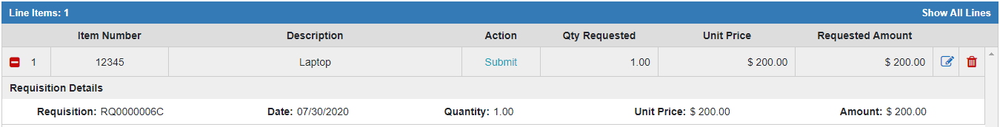 Line Items: 1 Show All Lines
Item Number Description Action Qty Requested Unit Price Requested Amount
1 12345 Laptop Submit 1.00 $ 200.00 $ 200.00
Requisition Details
Requisition: RQ0000006C Date: 07/30/2020 Quantity: 1.00 Unit Price: $ 200.00 Amount: $ 200.00